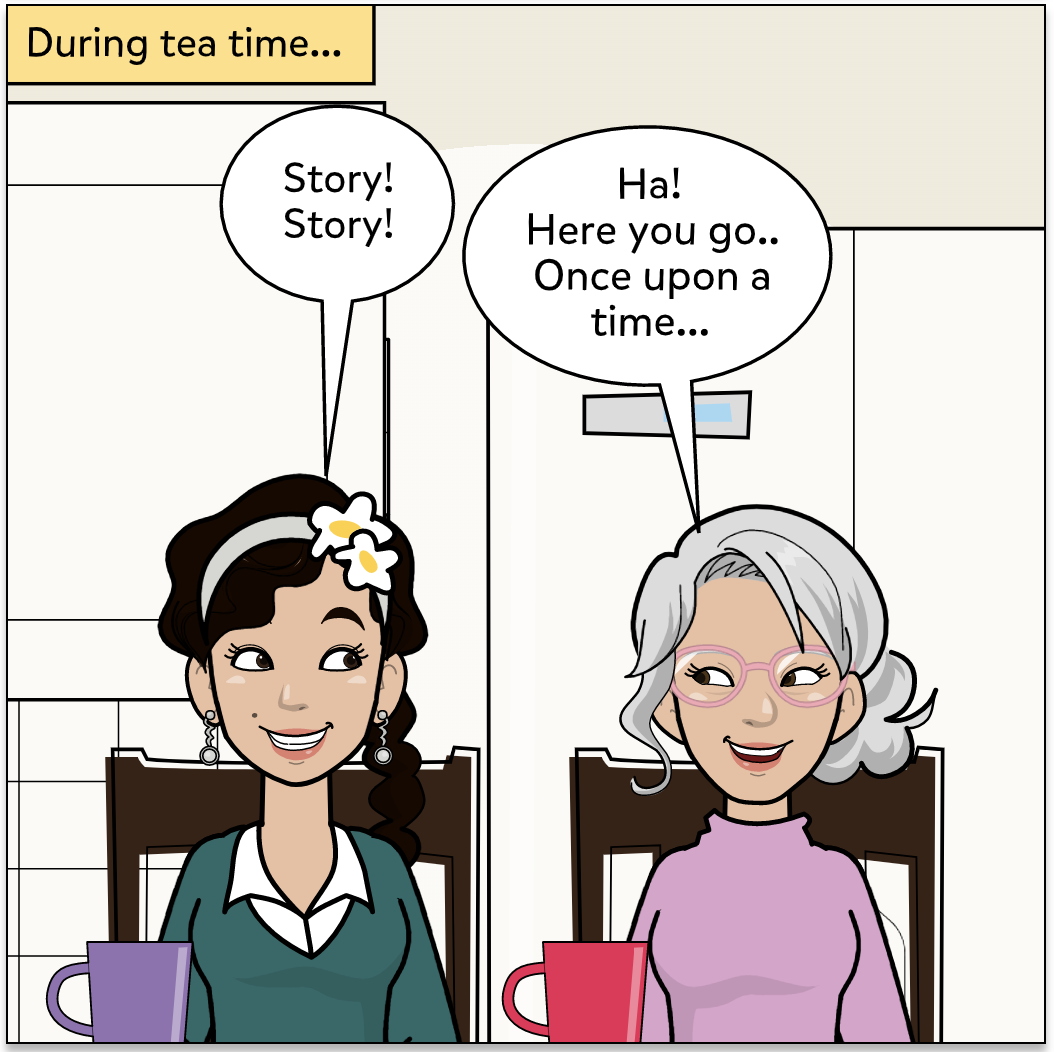 During tea time...
Story!
Story!
Ha!
Here you go..
Once upon a
time...